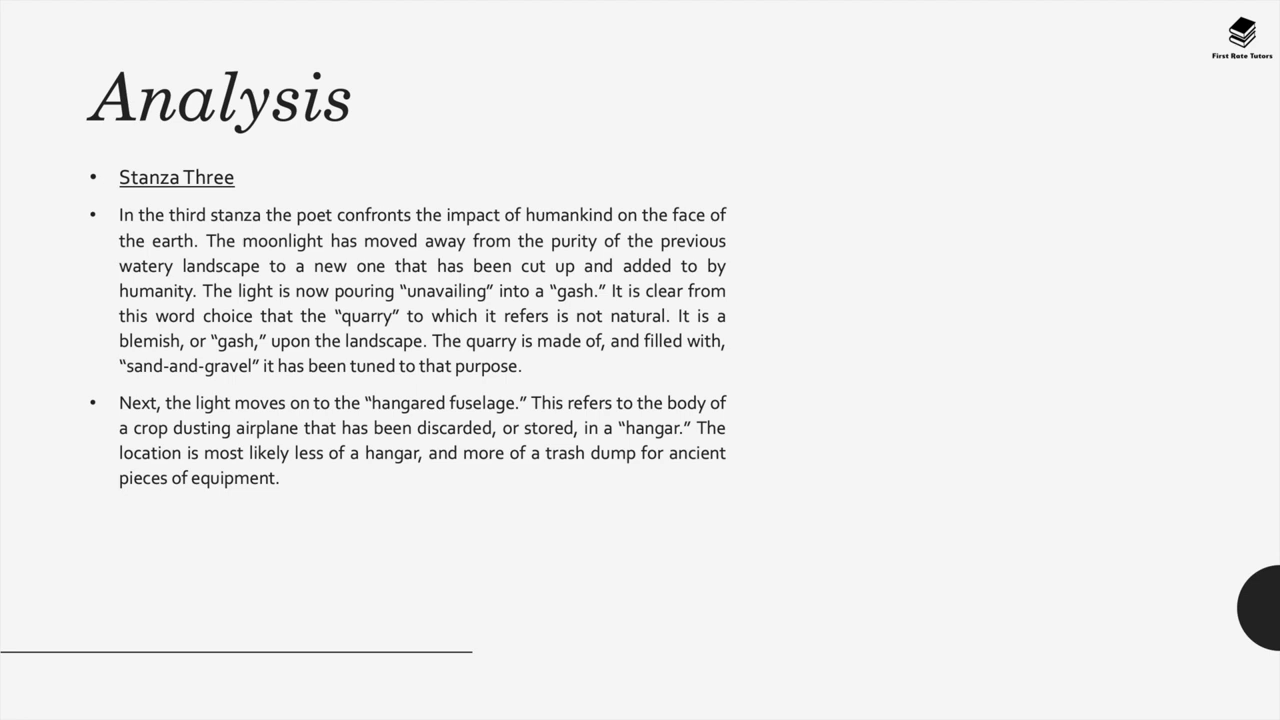 First Rate Tutors
Analysis
• Stanza Three
• In the third stanza the poet confronts the impact of humankind on the face of
the earth. The moonlight has moved away from the purity of the previous
watery landscape to a new one that has been cut up and added to by
humanity. The light is now pouring “unavailing” into a “gash.” It is clear from
this word choice that the “quarry” to which it refers is not natural. It is a
blemish, or “gash,” upon the landscape. The quarry is made of, and filled with,
“sand-and-gravel” it has been tuned to that purpose.
• Next, the light moves on to the “hangared fuselage.” This refers to the body of
a crop dusting airplane that has been discarded, or stored, in a “hangar.” The
location is most likely less of a hangar, and more of a trash dump for ancient
pieces of equipment.